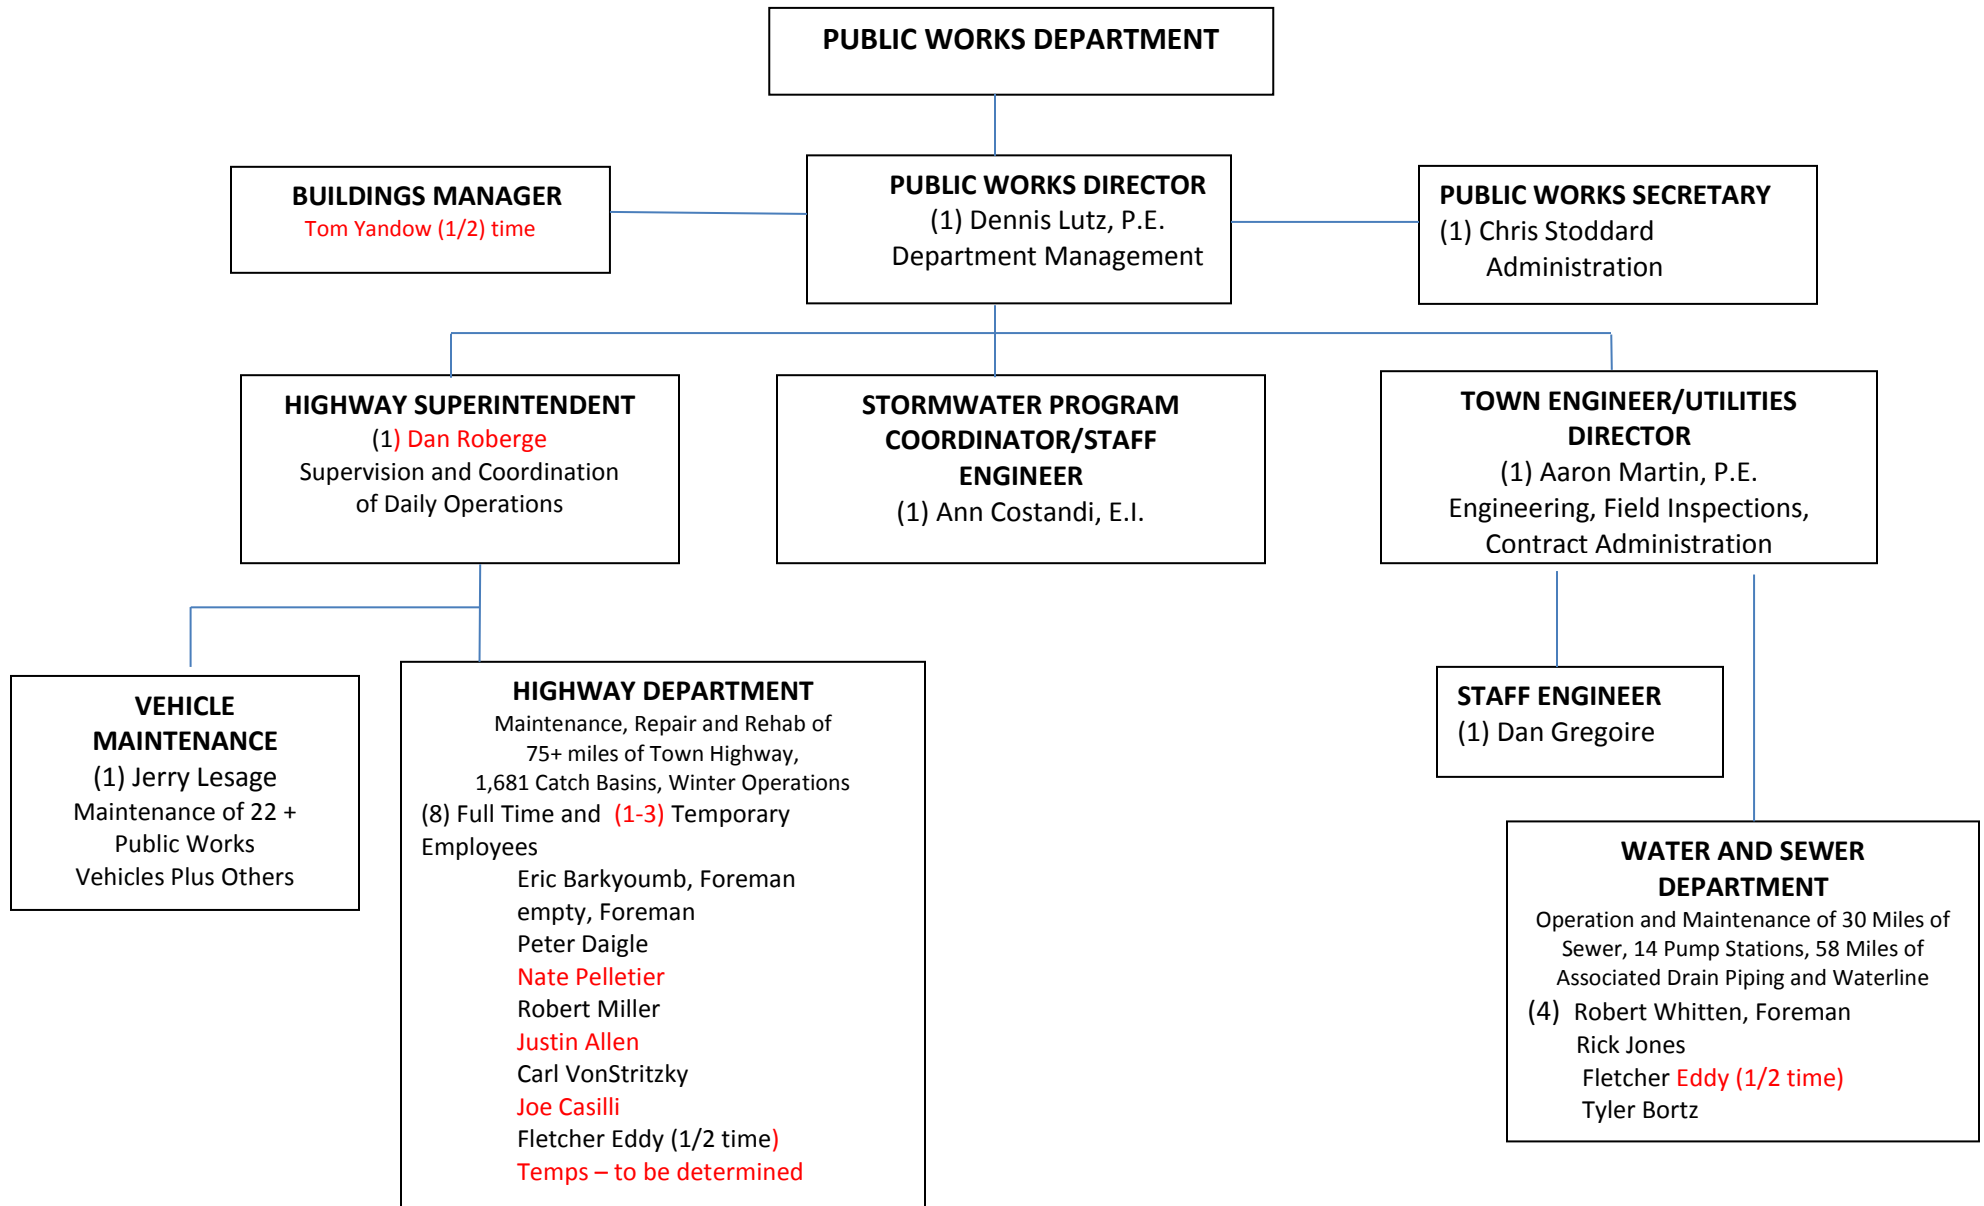 PUBLIC WORKS DEPARTMENT
BUILDINGS MANAGER
Tom Yandow (1/2) time
PUBLIC WORKS DIRECTOR
(1) Dennis Lutz, P.E.
Department Management
PUBLIC WORKS SECRETARY
(1) Chris Stoddard
Administration
HIGHWAY SUPERINTENDENT
(1) Dan Roberge
Supervision and Coordination
of Daily Operations
STORMWATER PROGRAM
COORDINATOR/STAFF
ENGINEER
(1) Ann Costandi, E.I.
TOWN ENGINEER/UTILITIES
DIRECTOR
(1) Aaron Martin, P.E.
Engineering, Field Inspections,
Contract Administration
VEHICLE
MAINTENANCE
(1) Jerry Lesage
Maintenance of 22 +
Public Works
Vehicles Plus Others
HIGHWAY DEPARTMENT
Maintenance, Repair and Rehab of
75+ miles of Town Highway,
1,681 Catch Basins, Winter Operations
(8) Full Time and (1-3) Temporary
Employees
Eric Barkyoumb, Foreman
empty, Foreman
Peter Daigle
Nate Pelletier
Robert Miller
Justin Allen
Carl VonStritzky
Joe Casilli
Fletcher Eddy (1/2 time)
Temps – to be determined
STAFF ENGINEER
(1) Dan Gregoire
WATER AND SEWER
DEPARTMENT
Operation and Maintenance of 30 Miles of
Sewer, 14 Pump Stations, 58 Miles of
Associated Drain Piping and Waterline
(4) Robert Whitten, Foreman
Rick Jones
Fletcher Eddy (1/2 time)
Tyler Bortz